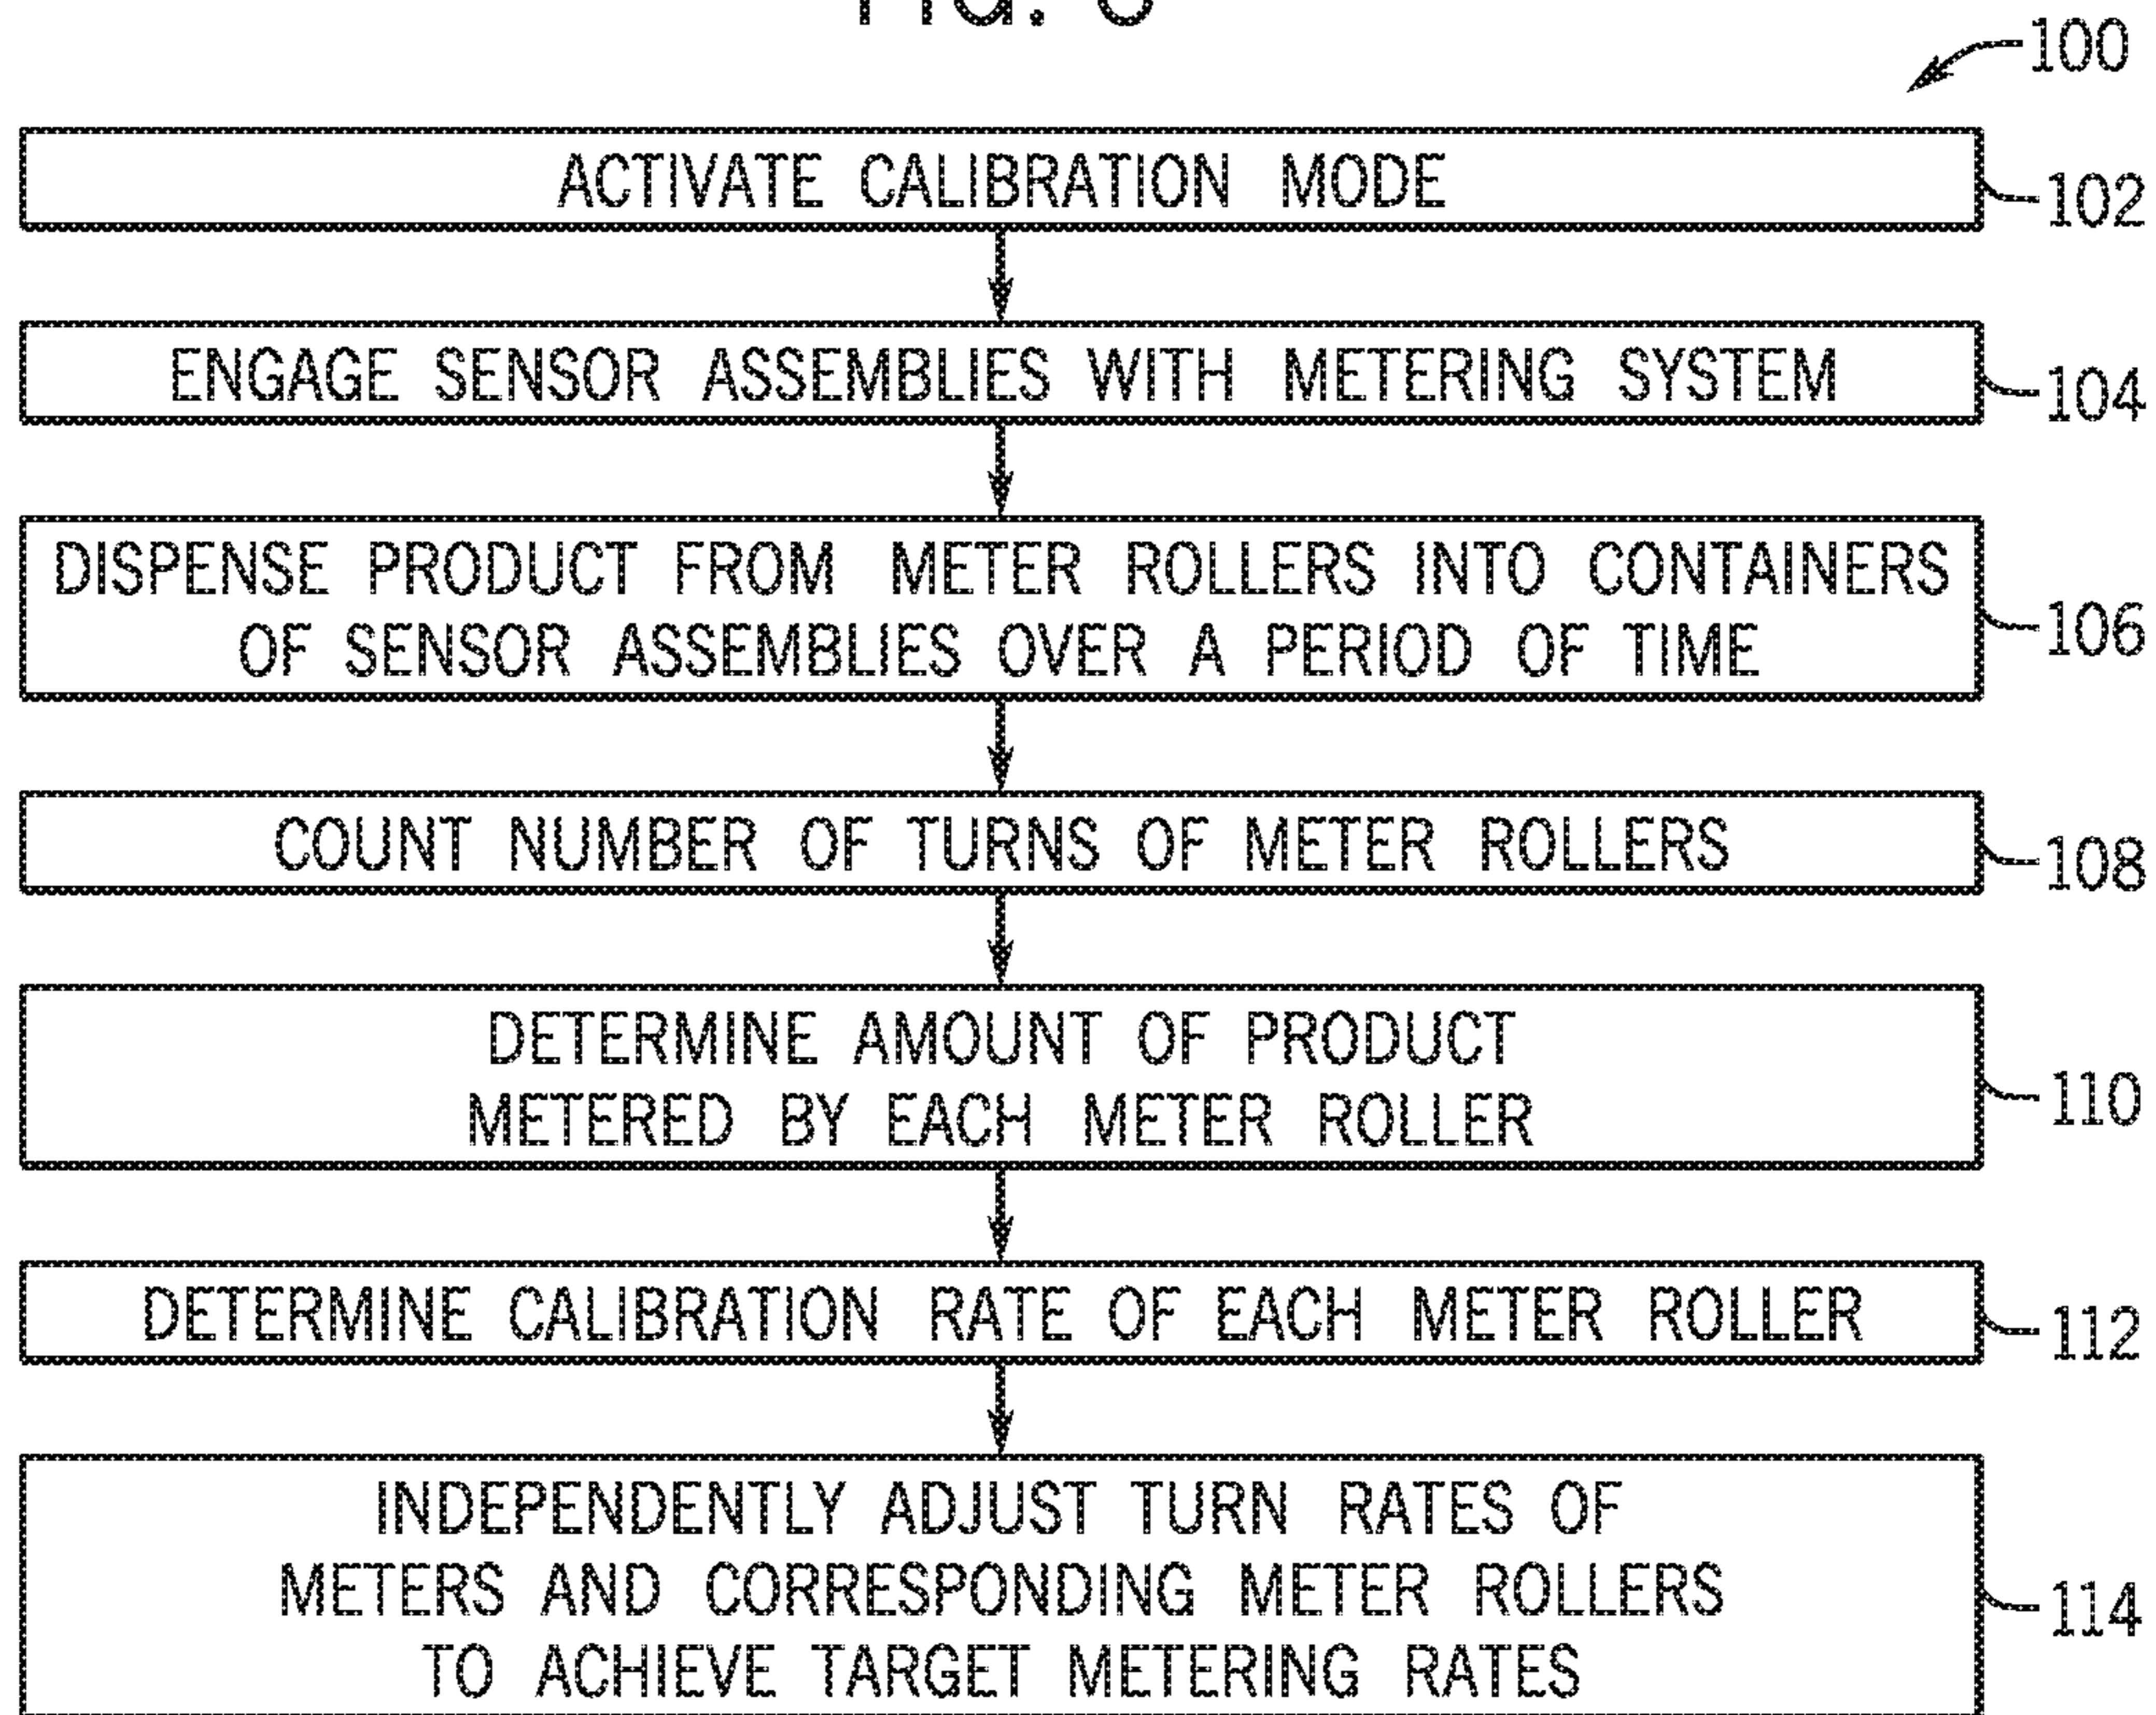 100
ACTIVATE CALIBRATION MODE
102
ENGAGE SENSOR ASSEMBLIES WITH METERING SYSTEM
104
DISPENSE PRODUCT FROM METER ROLLERS INTO CONTAINERS
OF SENSOR ASSEMBLIES OVER A PERIOD OF TIME
106
COUNT NUMBER OF TURNS OF METER ROLLERS
108
DETERMINE AMOUNT OF PRODUCT
METERED BY EACH METER ROLLER
110
DETERMINE CALIBRATION RATE OF EACH METER ROLLER
112
INDEPENDENTLY ADJUST TURN RATES OF
METERS AND CORRESPONDING METER ROLLERS
TO ACHIEVE TARGET METERING RATES
114